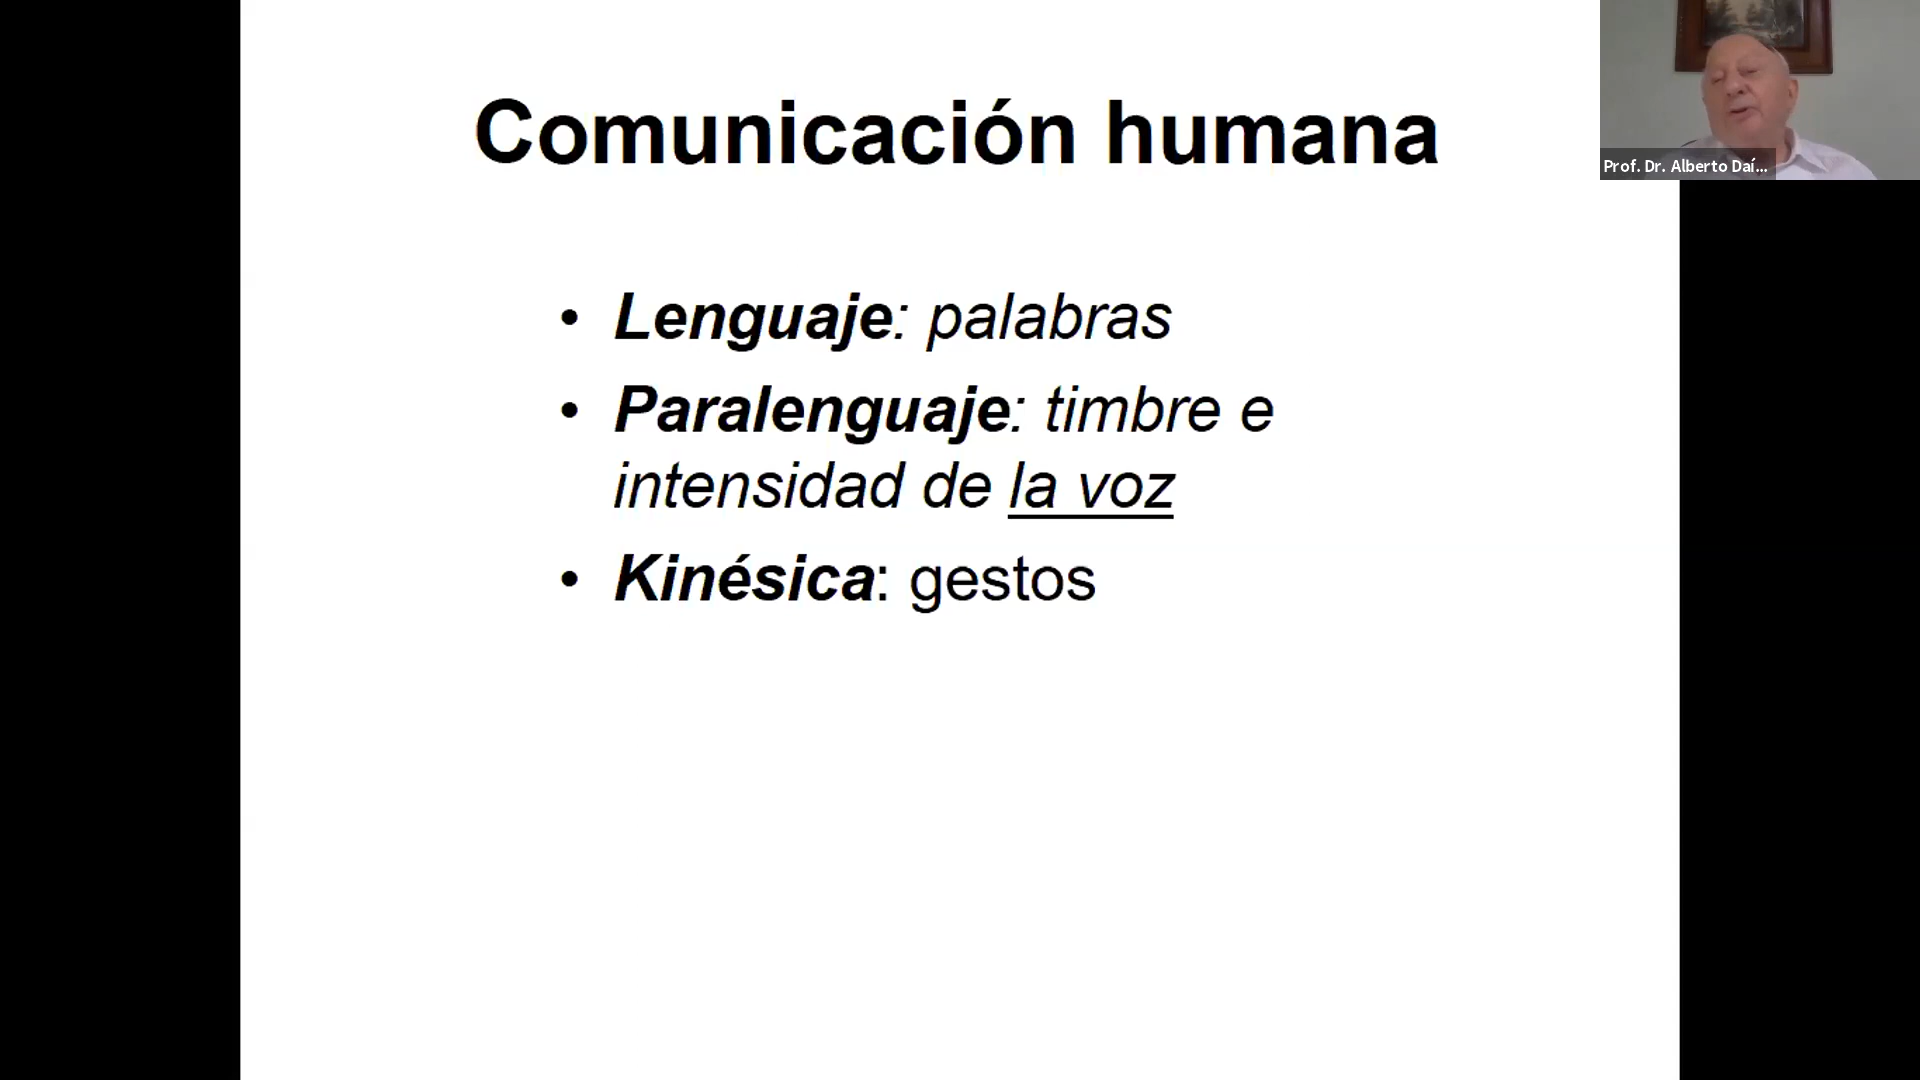 Comunicación humana
Prof. Dr. Alberto Daí...
• Lenguaje: palabras
• Paralenguaje: timbre e
intensidad de la voz
• Kinésica: gestos